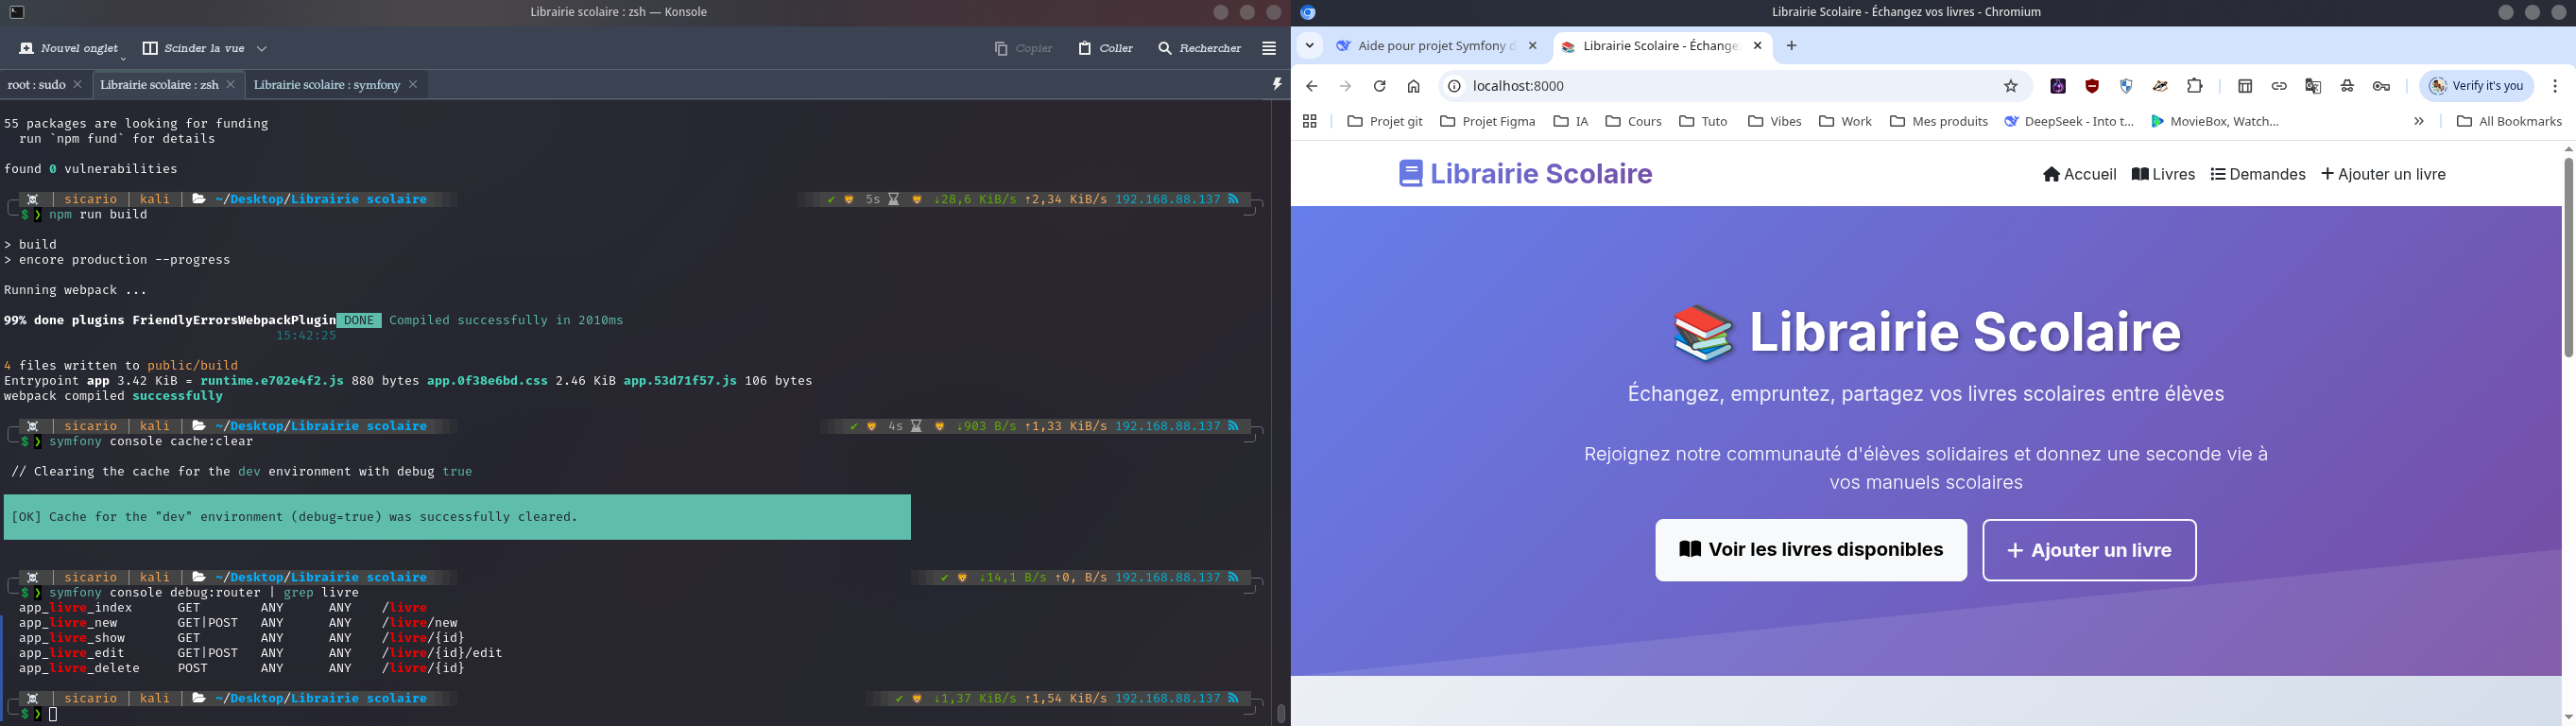 Librairie scolaire : zsh — Konsole
Nouvel onglet
Scinder la vue
Copier
Coller
Rechercher
root : sudo
Librairie scolaire : zsh
Librairie scolaire : symfony
55 packages are looking for funding
run `npm fund` for details
found 0 vulnerabilities
sicario | kali | ~/Desktop/Librairie scolaire
✔ 5s ↓28,6 KiB/s ↑2,34 KiB/s 192.168.88.137
$ ❯ npm run build
> build
> encore production --progress
Running webpack ...
99% done plugins FriendlyErrorsWebpackPlugin DONE Compiled successfully in 2010ms
15:42:25
4 files written to public/build
Entrypoint app 3.42 KiB = runtime.e702e4f2.js 880 bytes app.0f38e6bd.css 2.46 KiB app.53d71f57.js 106 bytes
webpack compiled successfully
sicario | kali | ~/Desktop/Librairie scolaire
✔ 4s ↓903 B/s ↑1,33 KiB/s 192.168.88.137
$ ❯ symfony console cache:clear
// Clearing the cache for the dev environment with debug true
[OK] Cache for the "dev" environment (debug=true) was successfully cleared.
sicario | kali | ~/Desktop/Librairie scolaire
✔ ↓14,1 B/s ↑0, B/s 192.168.88.137
$ ❯ symfony console debug:router | grep livre
app_livre_index GET ANY ANY /livre
app_livre_new GET|POST ANY ANY /livre/new
app_livre_show GET ANY ANY /livre/{id}
app_livre_edit GET|POST ANY ANY /livre/{id}/edit
app_livre_delete POST ANY ANY /livre/{id}
sicario | kali | ~/Desktop/Librairie scolaire
✔ ↓1,37 KiB/s ↑1,54 KiB/s 192.168.88.137
$ ❯
Librairie Scolaire - Échangez vos livres - Chromium
Aide pour projet Symfony d
Librairie Scolaire - Échange
localhost:8000
Verify it's you
Projet git
Projet Figma
IA
Cours
Tuto
Vibes
Work
Mes produits
DeepSeek - Into t...
MovieBox, Watch...
»
All Bookmarks
Librairie Scolaire
Accueil
Livres
Demandes
Ajouter un livre
Librairie Scolaire
Échangez, empruntez, partagez vos livres scolaires entre élèves
Rejoignez notre communauté d'élèves solidaires et donnez une seconde vie à
vos manuels scolaires
Voir les livres disponibles
Ajouter un livre